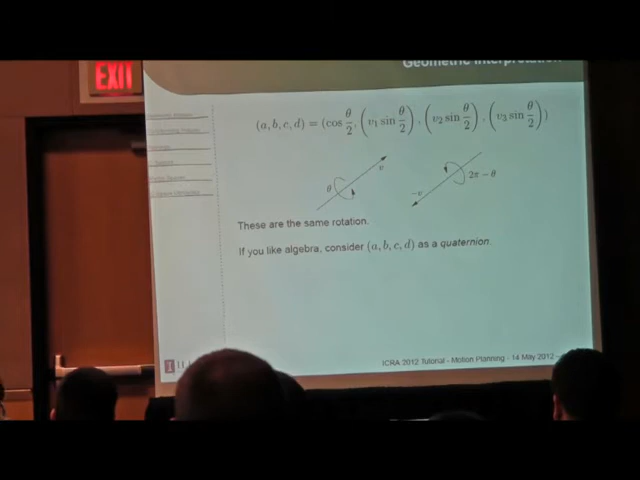 EXIT
Geometric Interpretation
(a, b, c, d) = (cos θ/2, (v₁ sin θ/2), (v₂ sin θ/2), (v₃ sin θ/2))
θ v −v 2π − θ
These are the same rotation.
If you like algebra, consider (a, b, c, d) as a quaternion.
ICRA 2012 Tutorial - Motion Planning - 14 May 2012 -